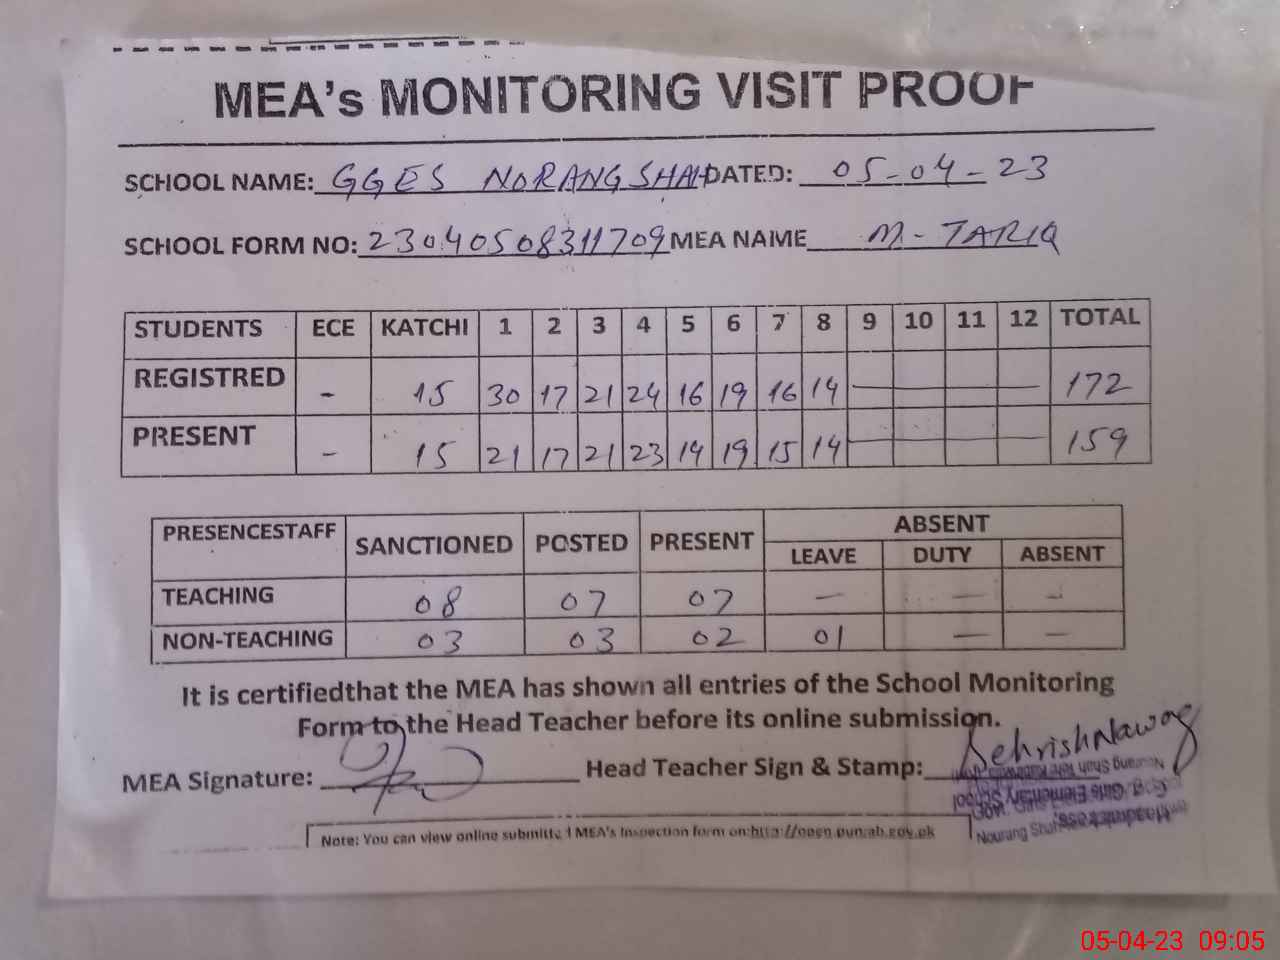 MEA's MONITORING VISIT PROOF
SCHOOL NAME: GGES NORANG SHAH DATED: 05-04-23
SCHOOL FORM NO: 23040508311709 MEA NAME M-TARIQ
STUDENTS ECE KATCHI 1 2 3 4 5 6 7 8 9 10 11 12 TOTAL
REGISTRED - 15 30 17 21 24 16 19 16 14 172
PRESENT - 15 21 17 21 23 14 19 15 14 159
PRESENCESTAFF SANCTIONED POSTED PRESENT ABSENT
LEAVE DUTY ABSENT
TEACHING 08 07 07 - - -
NON-TEACHING 03 03 02 01 - -
It is certifiedthat the MEA has shown all entries of the School Monitoring
Form to the Head Teacher before its online submission.
MEA Signature: Head Teacher Sign & Stamp: Sehrish Nawaz
Headmistress
Girls Elementary School
Nourang Shah
Note: You can view online submitted MEA's Inspection form on:http://open.punjab.gov.pk
05-04-23 09:05